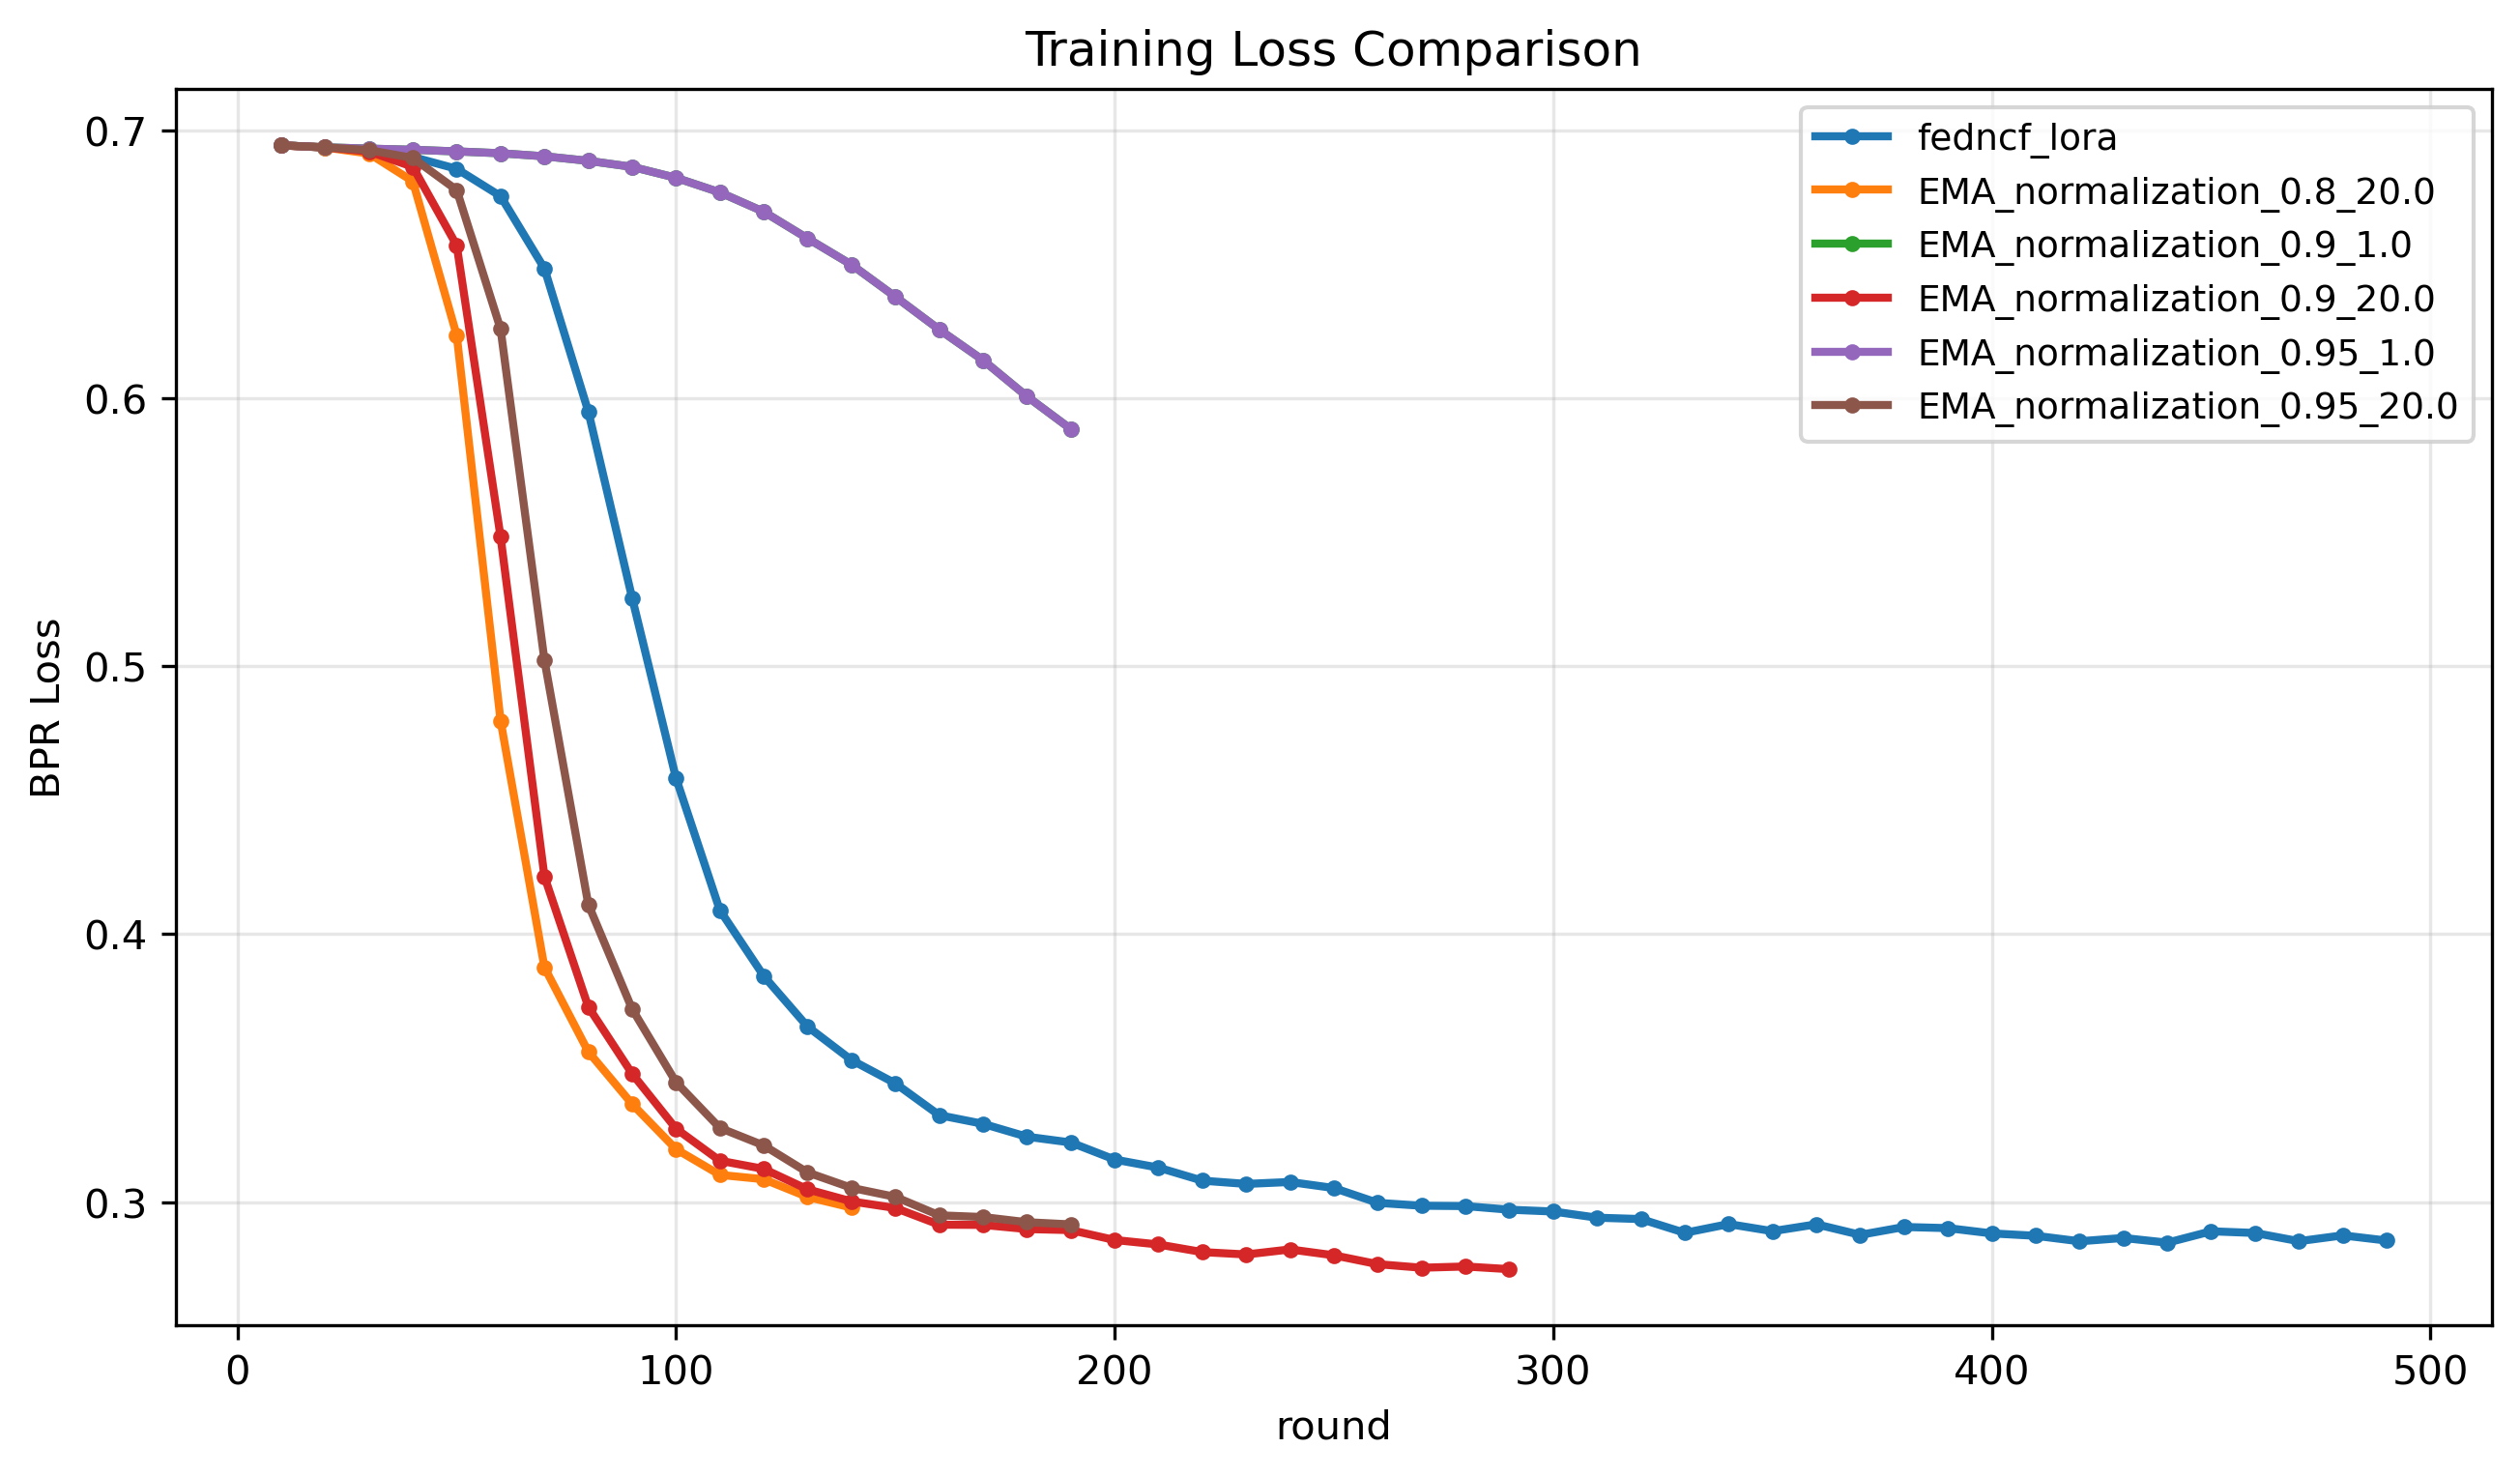 Training Loss Comparison
0.7
0.6
0.5
0.4
0.3
BPR Loss
fedncf_lora
EMA_normalization_0.8_20.0
EMA_normalization_0.9_1.0
EMA_normalization_0.9_20.0
EMA_normalization_0.95_1.0
EMA_normalization_0.95_20.0
0 100 200 300 400 500
round